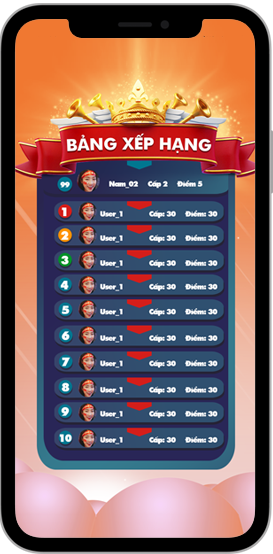 BẢNG XẾP HẠNG
99 Nam_02 Cấp 2 Điểm 5
1 User_1 Cấp: 30 Điểm: 30
2 User_1 Cấp: 30 Điểm: 30
3 User_1 Cấp: 30 Điểm: 30
4 User_1 Cấp: 30 Điểm: 30
5 User_1 Cấp: 30 Điểm: 30
6 User_1 Cấp: 30 Điểm: 30
7 User_1 Cấp: 30 Điểm: 30
8 User_1 Cấp: 30 Điểm: 30
9 User_1 Cấp: 30 Điểm: 30
10 User_1 Cấp: 30 Điểm: 30